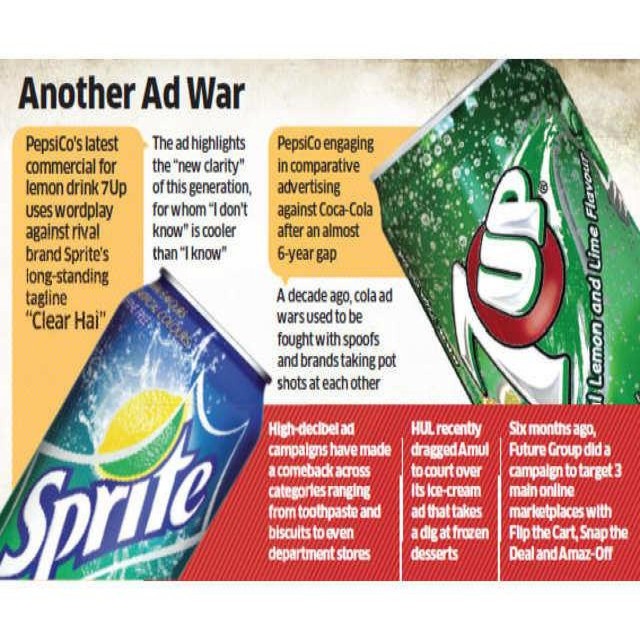 Another Ad War
PepsiCo's latest
commercial for
lemon drink 7Up
uses wordplay
against rival
brand Sprite's
long-standing
tagline
"Clear Hai"
The ad highlights
the "new clarity"
of this generation,
for whom "I don't
know" is cooler
than "I know"
PepsiCo engaging
in comparative
advertising
against Coca-Cola
after an almost
6-year gap
A decade ago, cola ad
wars used to be
fought with spoofs
and brands taking pot
shots at each other
7UP®
Lemon and Lime Flavour
Sprite
High-decibel ad
campaigns have made
a comeback across
categories ranging
from toothpaste and
biscuits to even
department stores
HUL recently
dragged Amul
to court over
its ice-cream
ad that takes
a dig at frozen
desserts
Six months ago,
Future Group did a
campaign to target 3
main online
marketplaces with
Flip the Cart, Snap the
Deal and Amaz-Off